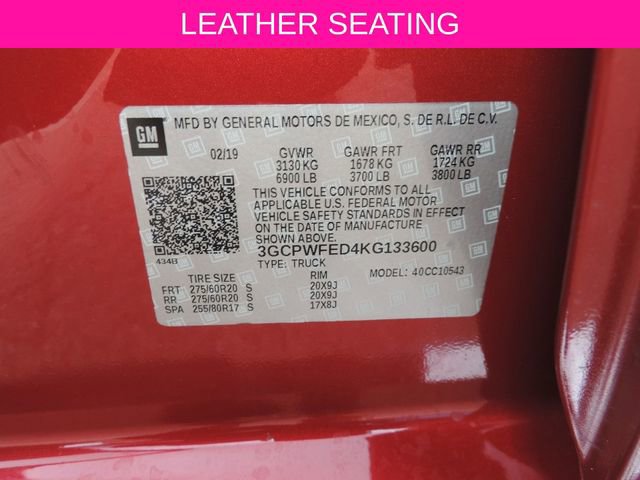 LEATHER SEATING
GM
MFD BY GENERAL MOTORS DE MEXICO, S. DE R.L. DE C.V.
02/19 GVWR GAWR FRT GAWR RR
3130 KG 1678 KG 1724 KG
6900 LB 3700 LB 3800 LB
THIS VEHICLE CONFORMS TO ALL
APPLICABLE U.S. FEDERAL MOTOR
VEHICLE SAFETY STANDARDS IN EFFECT
ON THE DATE OF MANUFACTURE
SHOWN ABOVE.
3GCPWFED4KG133600
434B
TYPE: TRUCK MODEL: 40CC10543
TIRE SIZE RIM
FRT 275/60R20 S 20X9J
RR 275/60R20 S 20X9J
SPA 255/80R17 S 17X8J